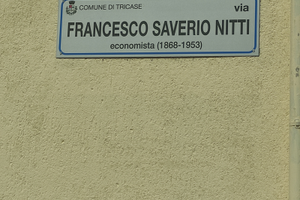 COMUNE DI TRICASE via
FRANCESCO SAVERIO NITTI
economista (1868-1953)